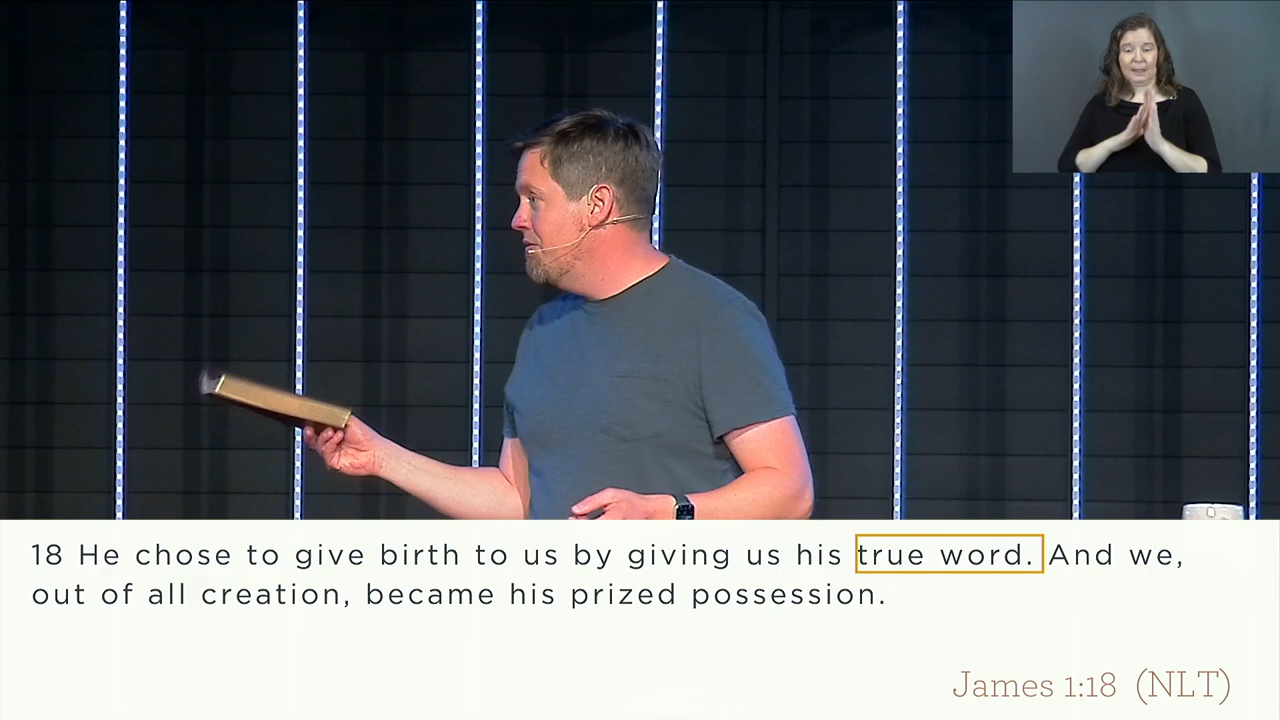 18 He chose to give birth to us by giving us his true word. And we,
out of all creation, became his prized possession.
James 1:18 (NLT)